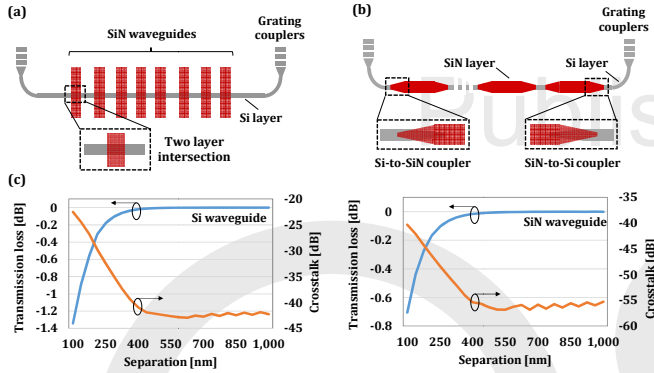 (a)
SiN waveguides
Grating
couplers
Si layer
Two layer
intersection
(b)
Grating
couplers
SiN layer
Si layer
Publis
Si-to-SiN coupler
SiN-to-Si coupler
(c)
Transmission loss [dB]
0
-0.2
-0.4
-0.6
-0.8
-1
-1.2
-1.4
Si waveguide
-20
-25
-30
-35
-40
-45
Crosstalk [dB]
100 250 400 550 700 850 1,000
Separation [nm]
Transmission loss [dB]
0
-0.2
-0.4
-0.6
-0.8
SiN waveguide
-35
-40
-45
-50
-55
-60
Crosstalk [dB]
100 250 400 550 700 850 1,000
Separation [nm]